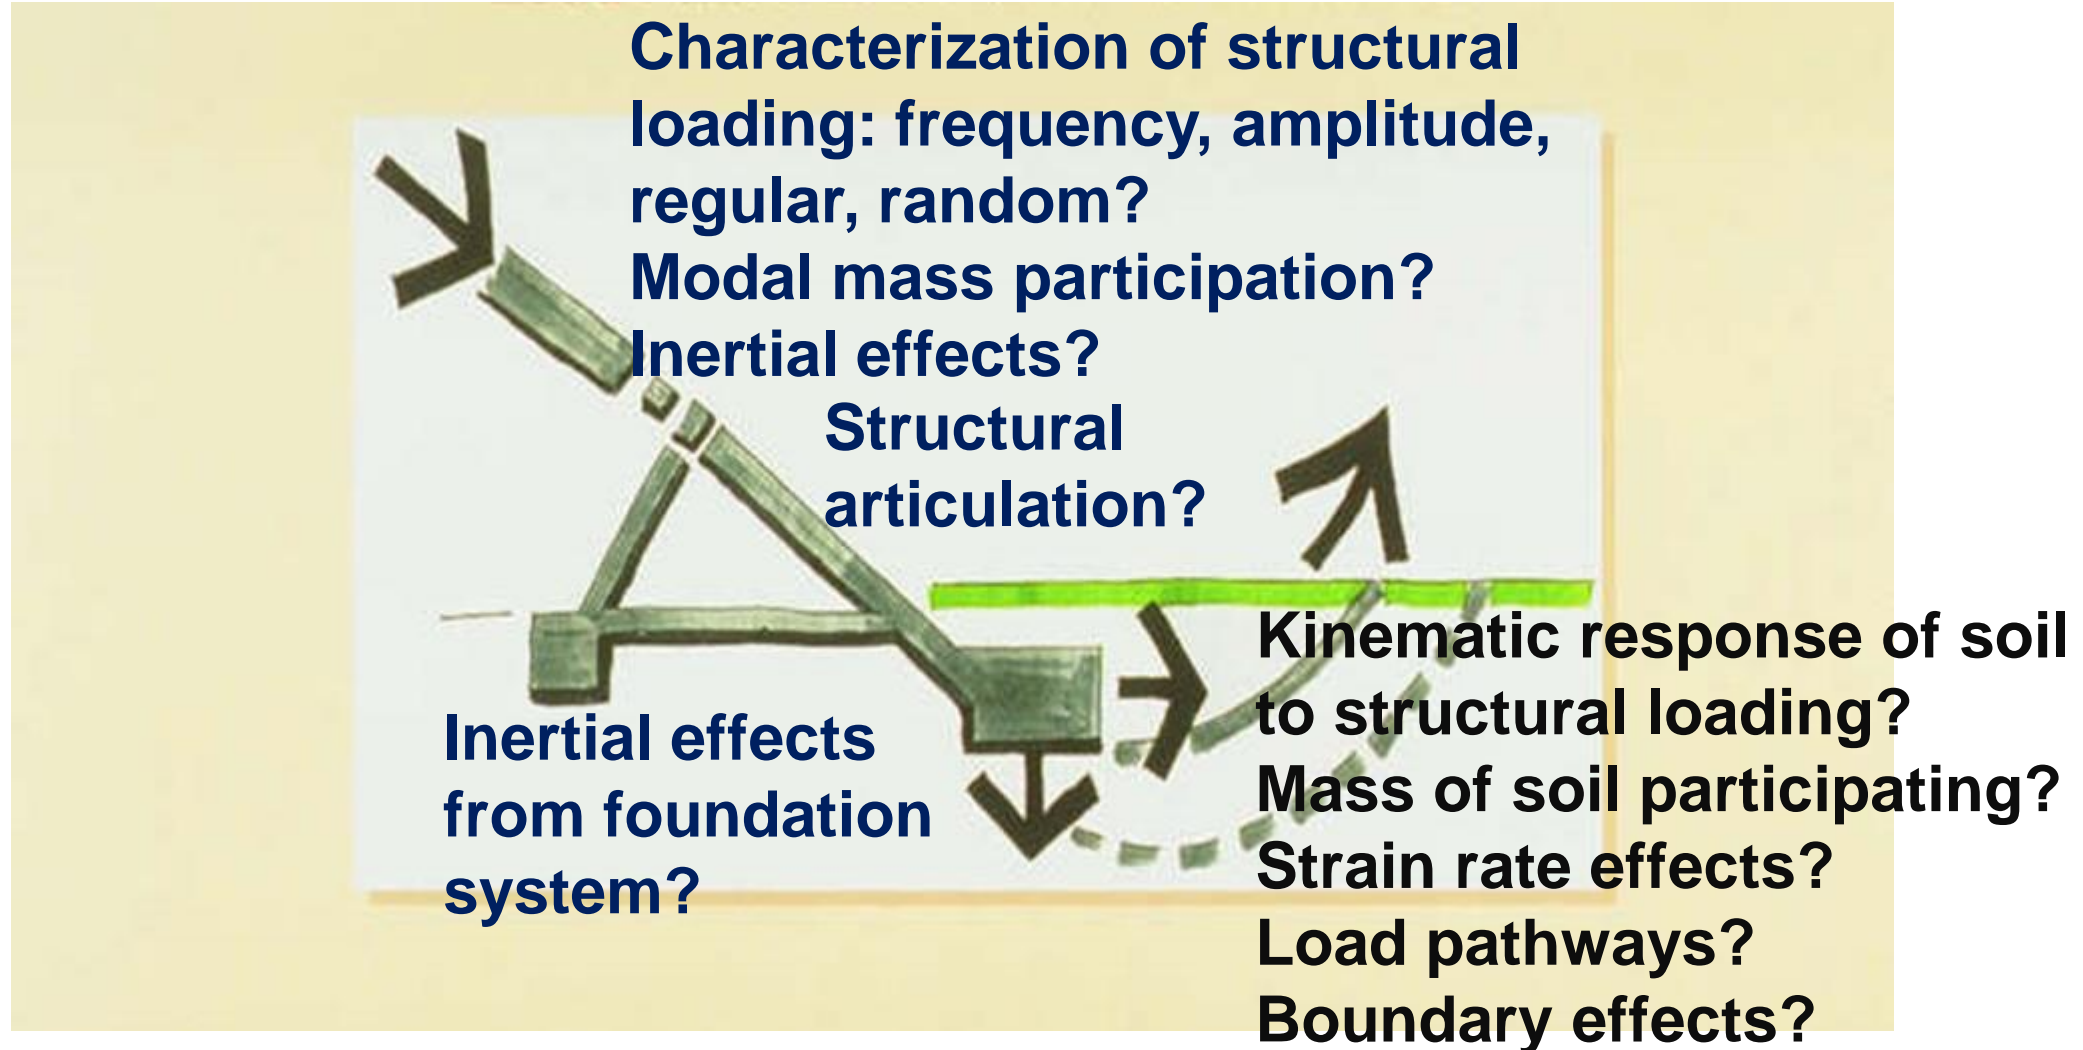 Characterization of structural
loading: frequency, amplitude,
regular, random?
Modal mass participation?
Inertial effects?
Structural
articulation?
Inertial effects
from foundation
system?
Kinematic response of soil
to structural loading?
Mass of soil participating?
Strain rate effects?
Load pathways?
Boundary effects?